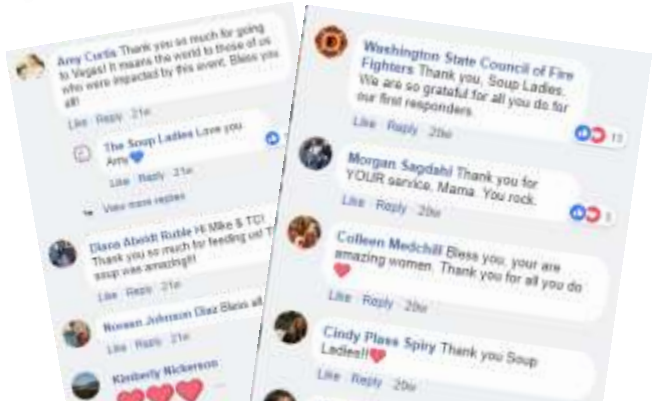 Amy Curtis Thank you so much for going
to Vegas! It means the world to those of us
who were impacted by this event. Bless you
all!
Like Reply 21w
The Soup Ladies Love you
Amy
Like Reply 21w
View more replies
Diana Aboldt Ruble Hi Mike $ TC!
Thank you so much for feeding us!
soup was amazing!!
Like Reply 21w
Noreen Johnson Diaz Bless all
Like Reply 21w
Kimberly Nickerson
Washington State Council of Fire
Fighters Thank you, Soup Ladies.
We are so grateful for all you do for
our first responders.
Like Reply 20w
Morgan Sagdahl Thank you for
YOUR service, Mama. You rock.
Like Reply 20w
Colleen Medchill Bless you, your are
amazing women. Thank you for all you do
Like Reply 20w
Cindy Plass Spiry Thank you Soup
Ladies!!
Like Reply 20w